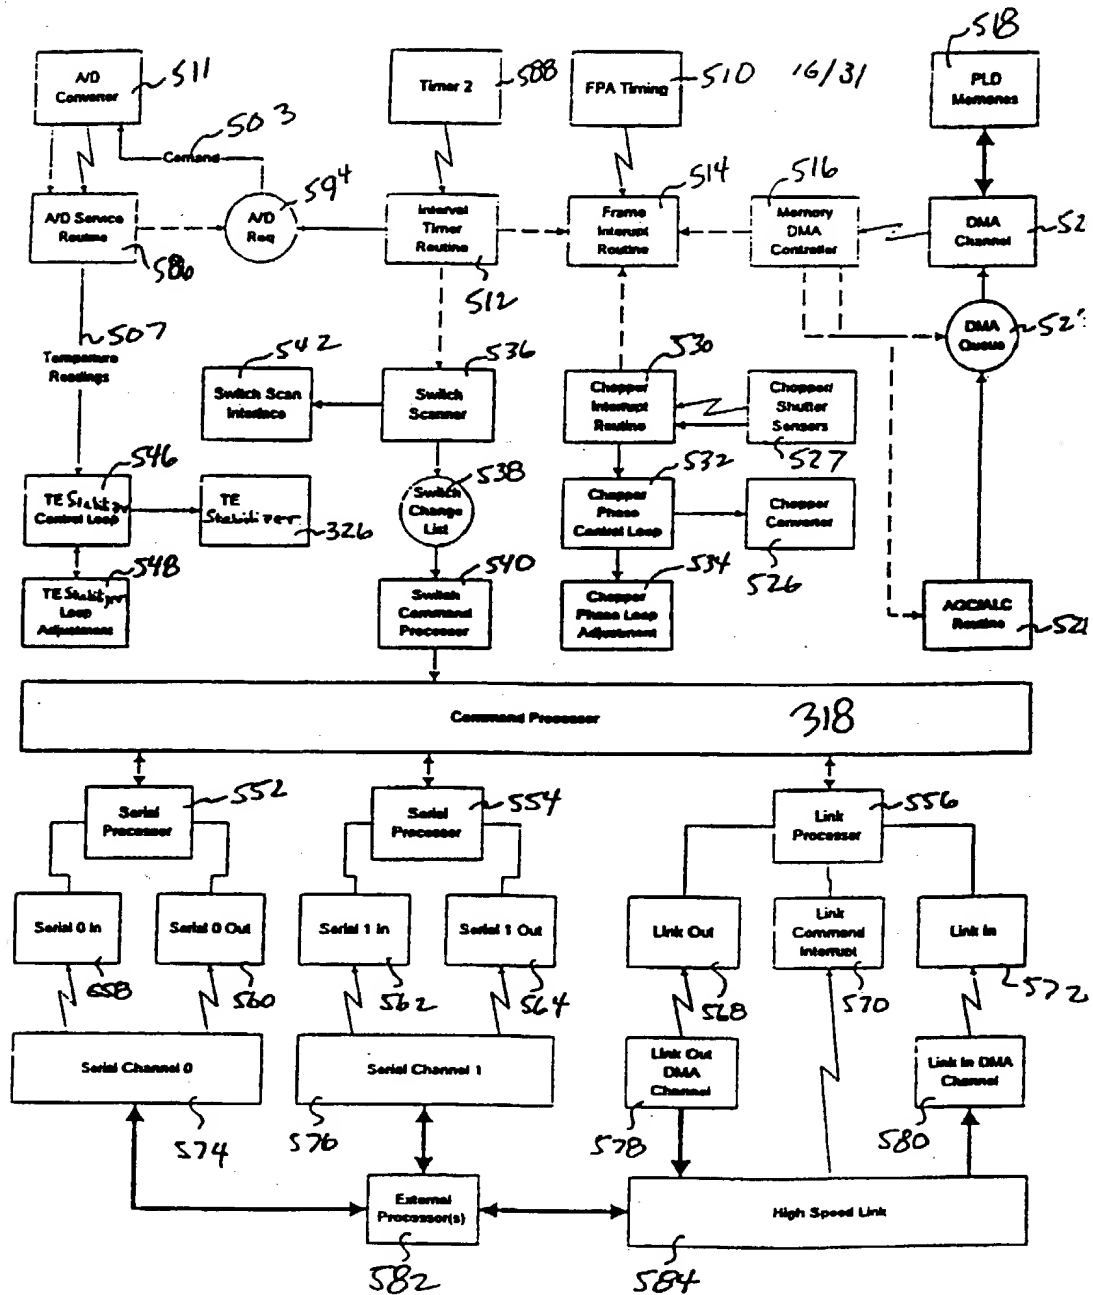 518
511
588
510
16/31
A/D
Converter
Timer 2
FPA Timing
PLD
Memories
503
Comand
594
514
516
A/D Service
Routine
A/D
Req
Interval
Timer
Routine
Frame
Interrupt
Routine
Memory
DMA
Controller
DMA
Channel
52
586
512
507
542
536
530
DMA
Queue
52
Temperture
Readings
Switch Scan
Interface
Switch
Scanner
Chopper
Interrupt
Routine
Chopper/
Shutter
Sensors
527
546
538
532
TE Stabilizer
Control Loop
TE
Stabilizer
326
Switch
Change
List
Chopper
Phase
Control Loop
Chopper
Converter
526
548
540
534
TE Stabilizer
Loop
Adjustment
Switch
Command
Processor
Chopper
Phase Loop
Adjustment
AGC/ALC
Routine
521
Command Processor
318
552
554
556
Serial
Processor
Serial
Processor
Link
Processor
Serial 0 In
Serial 0 Out
Serial 1 In
Serial 1 Out
Link Out
Link
Command
Interrupt
Link In
658
560
562
564
568
570
572
Serial Channel 0
Serial Channel 1
Link Out
DMA
Channel
Link In DMA
Channel
574
576
578
580
External
Processor(s)
High Speed Link
582
584